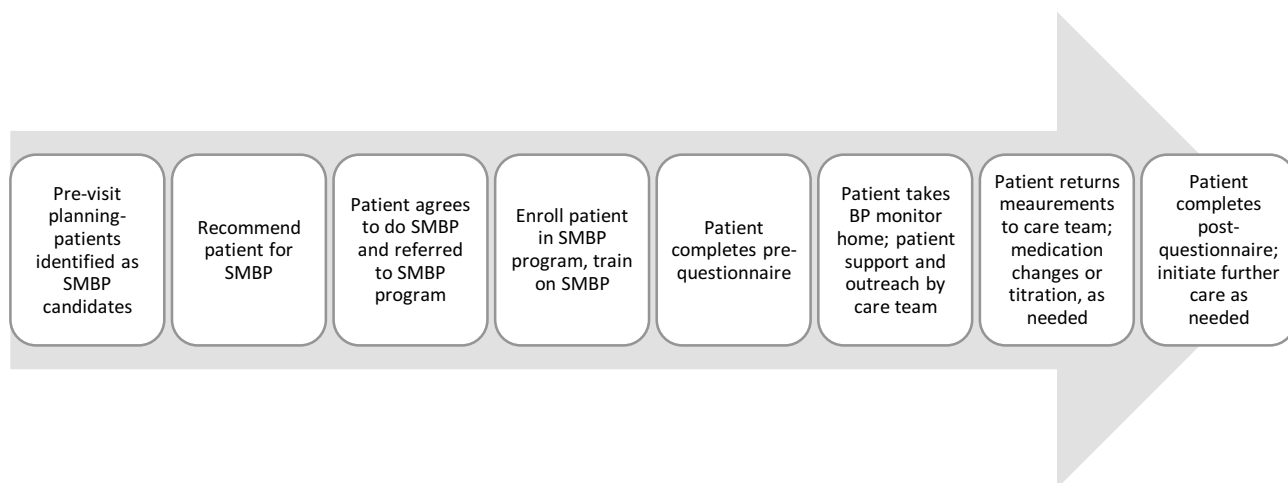 Pre-visit
planning-
patients
identified as
SMBP
candidates
Recommend
patient for
SMBP
Patient agrees
to do SMBP
and referred
to SMBP
program
Enroll patient
in SMBP
program, train
on SMBP
Patient
completes pre-
questionnaire
Patient takes
BP monitor
home; patient
support and
outreach by
care team
Patient returns
meaurements
to care team;
medication
changes or
titration, as
needed
Patient
completes
post-
questionnaire;
initiate further
care as
needed